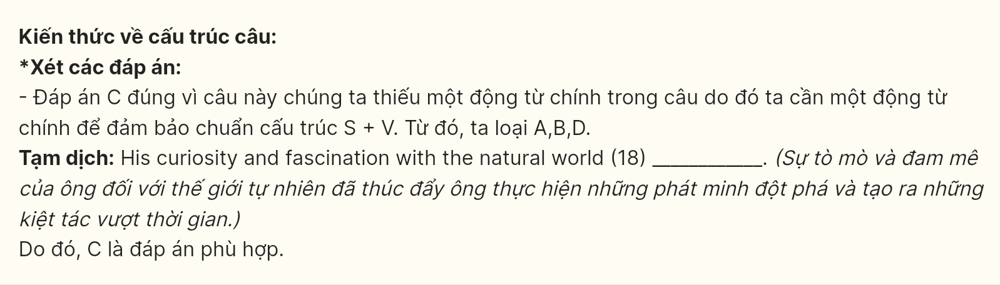 Kiến thức về cấu trúc câu:
*Xét các đáp án:
- Đáp án C đúng vì câu này chúng ta thiếu một động từ chính trong câu do đó ta cần một động từ
chính để đảm bảo chuẩn cấu trúc S + V. Từ đó, ta loại A,B,D.
Tạm dịch: His curiosity and fascination with the natural world (18) ___________. (Sự tò mò và đam mê
của ông đối với thế giới tự nhiên đã thúc đẩy ông thực hiện những phát minh đột phá và tạo ra những
kiệt tác vượt thời gian.)
Do đó, C là đáp án phù hợp.